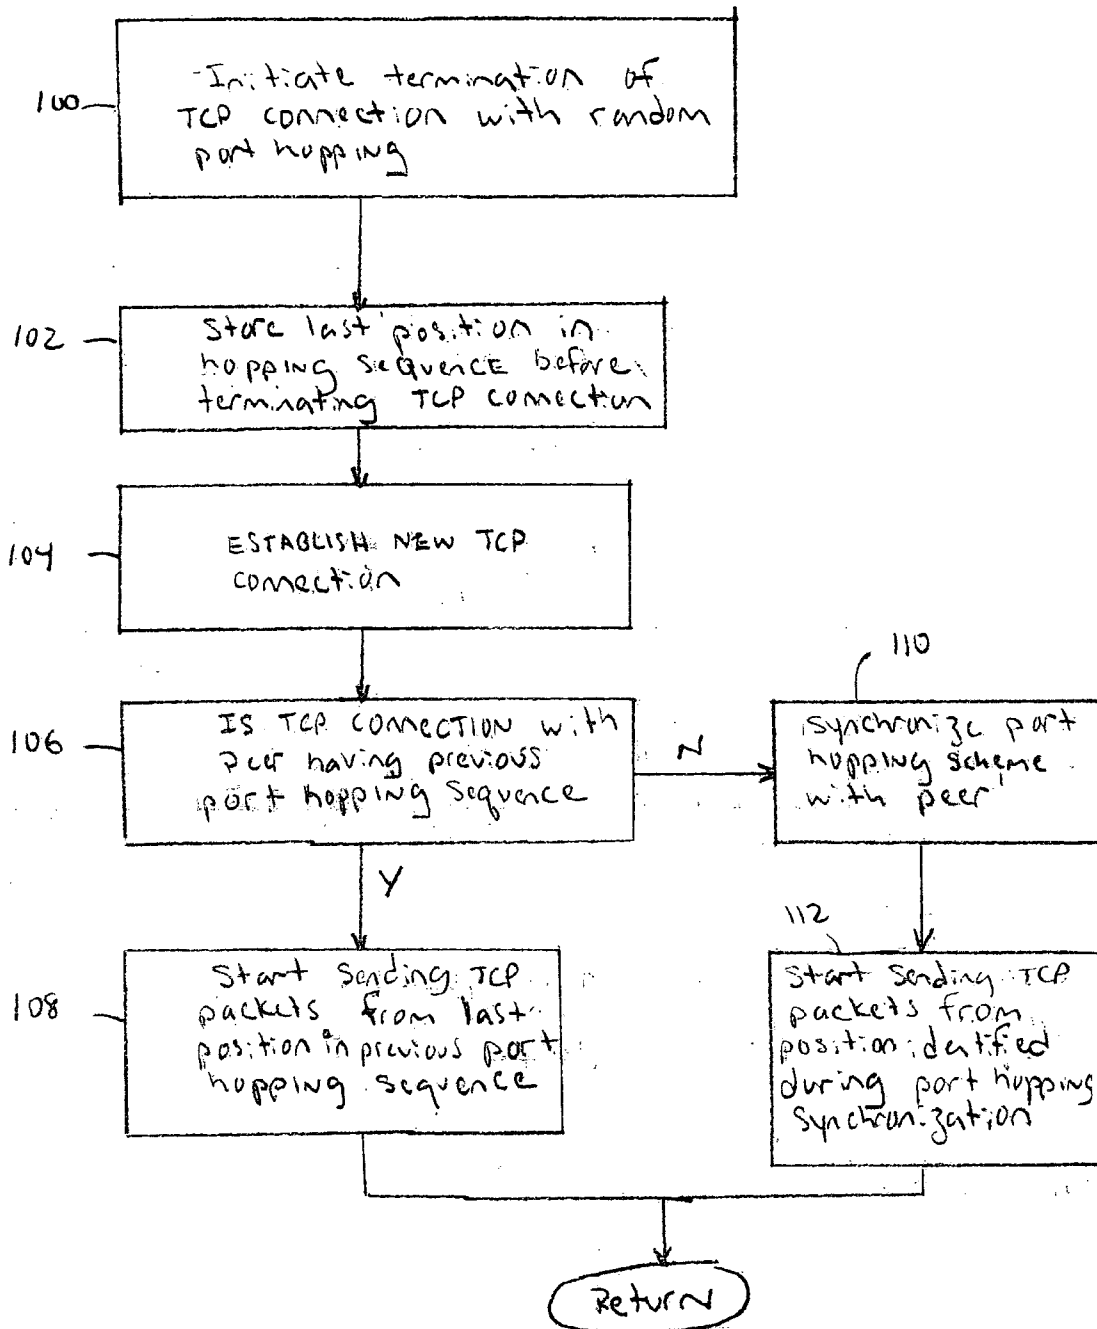 100
Initiate termination of
TCP connection with random
port hopping
102
Store last position in
hopping sequence before
terminating TCP connection
104
ESTABLISH NEW TCP
connection
106
Is TCP connection with
Peer having previous
port hopping sequence
N
110
synchronize port
hopping scheme
with peer
Y
108
Start sending TCP
packets from last
position in previous port
hopping sequence
112
Start sending TCP
packets from
position identified
during port hopping
synchronization
Return